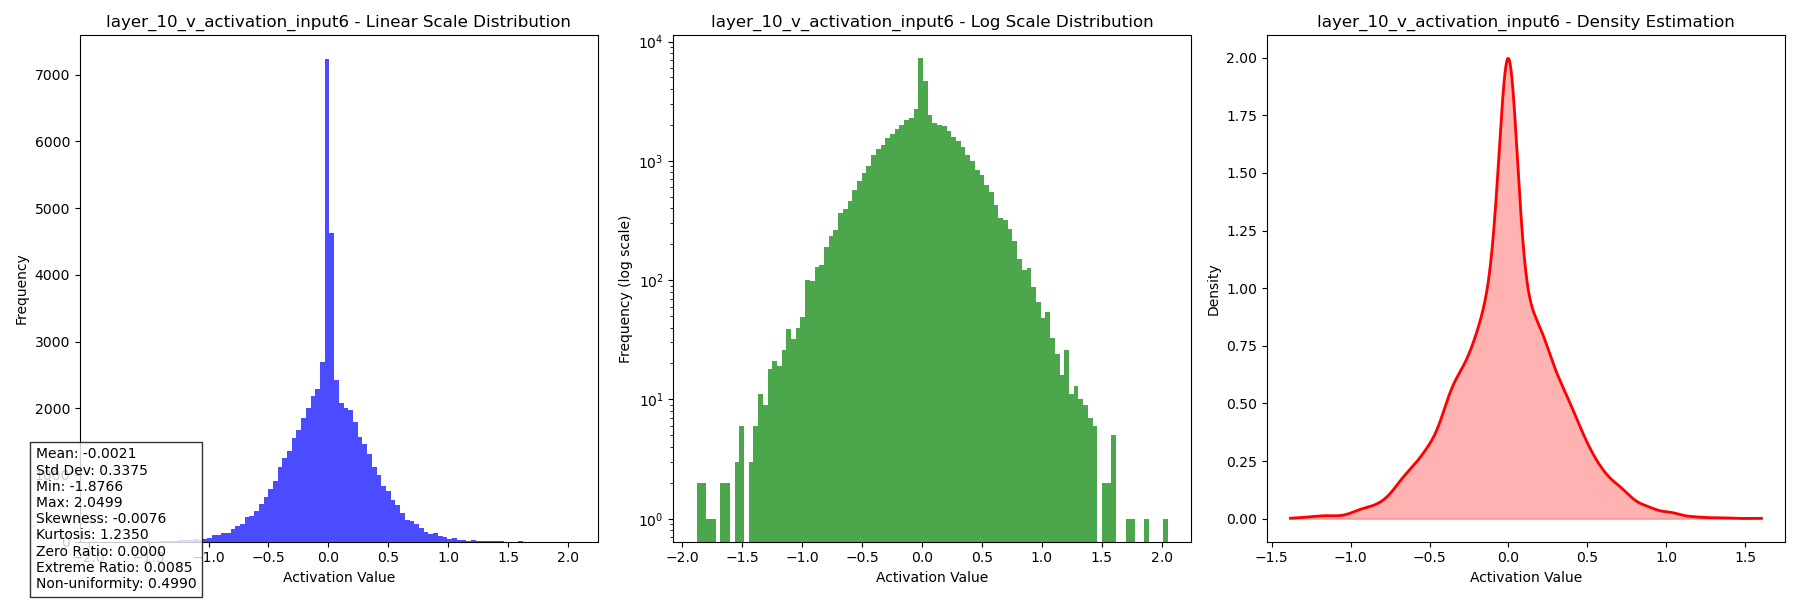 layer_10_v_activation_input6 - Linear Scale Distribution
7000
6000
5000
4000
3000
2000
1000
0
Frequency
−1.0
−0.5
0.0
0.5
1.0
1.5
2.0
Activation Value
Mean: -0.0021
Std Dev: 0.3375
Min: -1.8766
Max: 2.0499
Skewness: -0.0076
Kurtosis: 1.2350
Zero Ratio: 0.0000
Extreme Ratio: 0.0085
Non-uniformity: 0.4990
layer_10_v_activation_input6 - Log Scale Distribution
10⁴
10³
10²
10¹
10⁰
Frequency (log scale)
−2.0
−1.5
−1.0
−0.5
0.0
0.5
1.0
1.5
2.0
Activation Value
layer_10_v_activation_input6 - Density Estimation
2.00
1.75
1.50
1.25
1.00
0.75
0.50
0.25
0.00
Density
−1.5
−1.0
−0.5
0.0
0.5
1.0
1.5
Activation Value